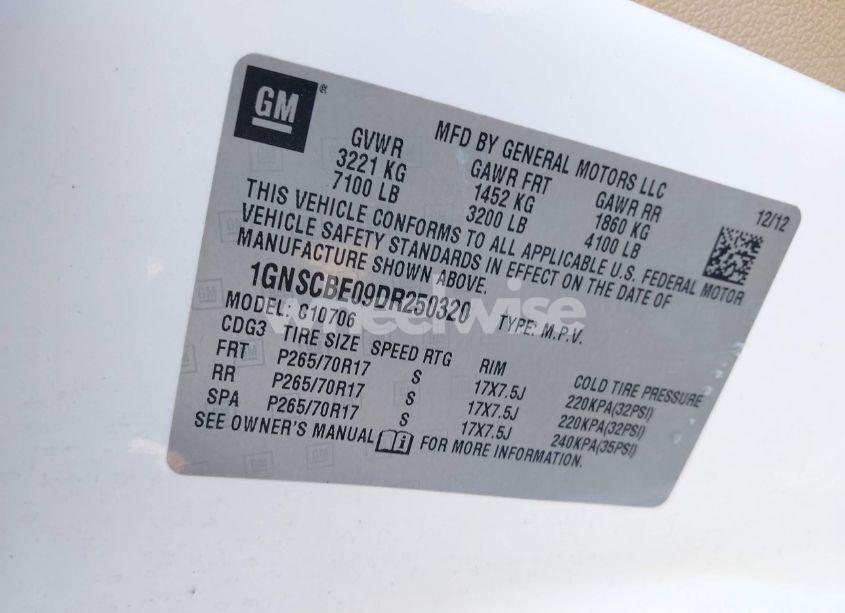 GM ®
MFD BY GENERAL MOTORS LLC
12/12
GVWR GAWR FRT GAWR RR
3221 KG 1452 KG 1860 KG
7100 LB 3200 LB 4100 LB
THIS VEHICLE CONFORMS TO ALL APPLICABLE U.S. FEDERAL MOTOR
VEHICLE SAFETY STANDARDS IN EFFECT ON THE DATE OF
MANUFACTURE SHOWN ABOVE.
1GNSCBE09DR250320 TYPE: M.P.V.
MODEL: C10706
CDG3 TIRE SIZE SPEED RTG RIM COLD TIRE PRESSURE
FRT P265/70R17 S 17X7.5J 220KPA(32PSI)
RR P265/70R17 S 17X7.5J 220KPA(32PSI)
SPA P265/70R17 S 17X7.5J 240KPA(35PSI)
SEE OWNER'S MANUAL FOR MORE INFORMATION.
wheelwise